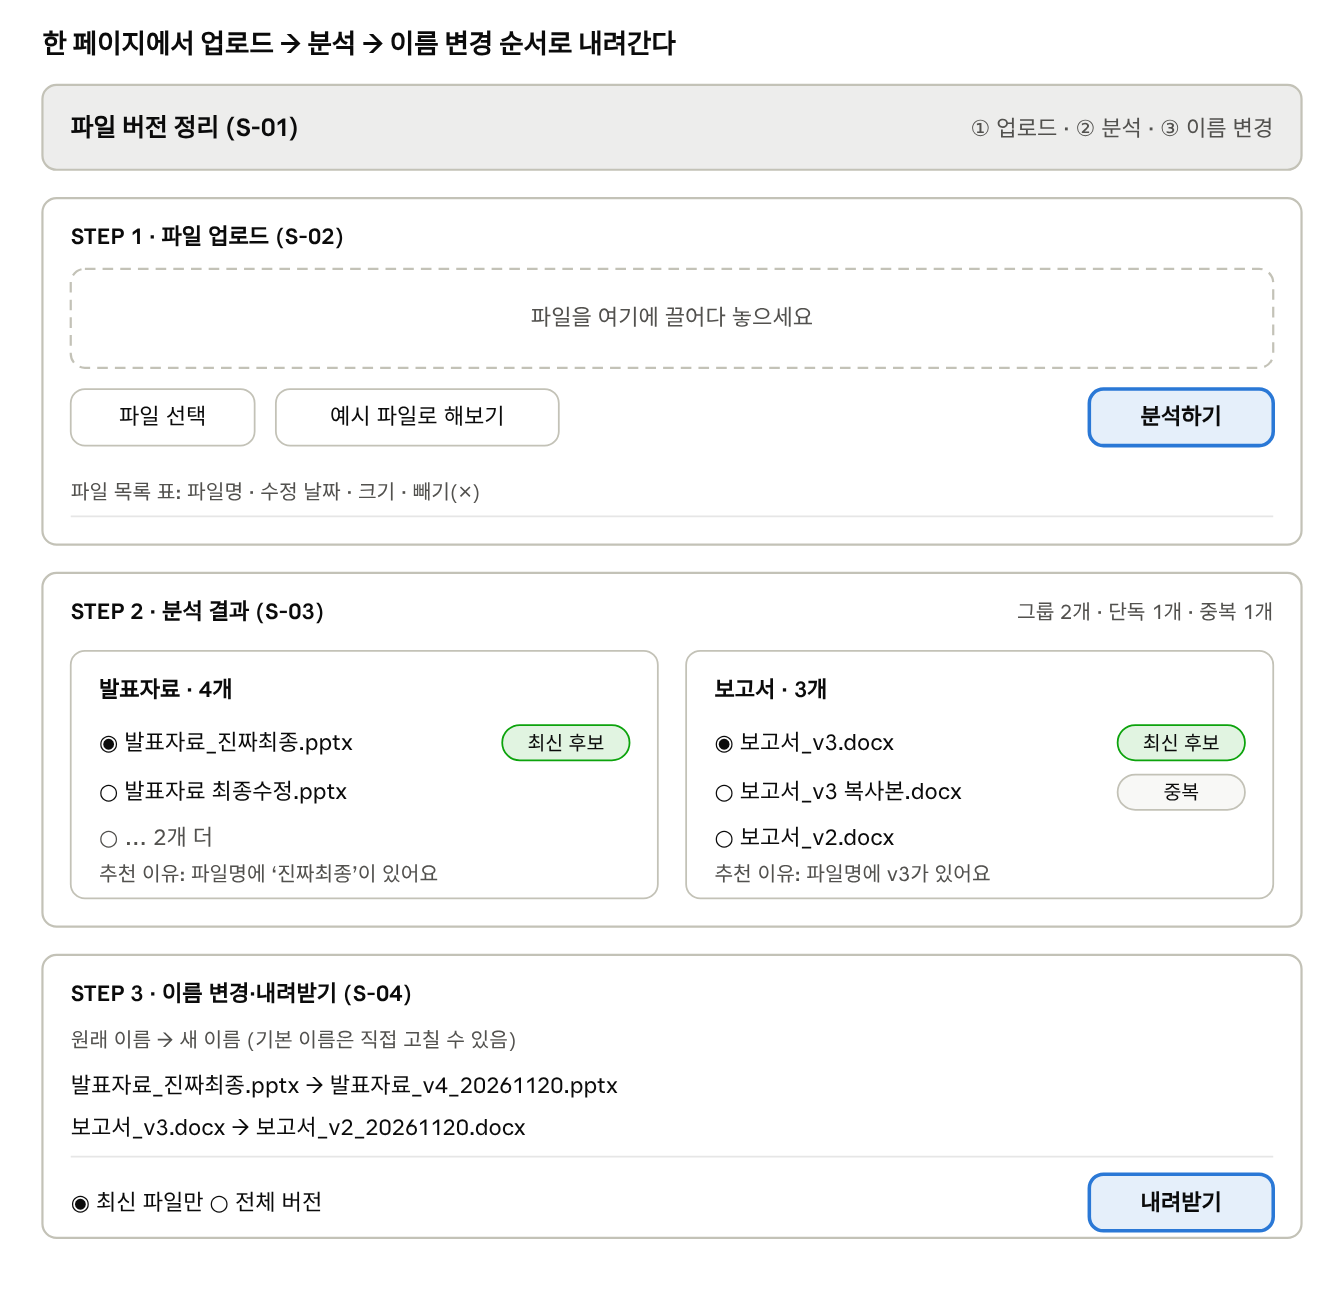 한 페이지에서 업로드 → 분석 → 이름 변경 순서로 내려간다
파일 버전 정리 (S-01)
① 업로드 · ② 분석 · ③ 이름 변경
STEP 1 · 파일 업로드 (S-02)
파일을 여기에 끌어다 놓으세요
파일 선택
예시 파일로 해보기
분석하기
파일 목록 표: 파일명 · 수정 날짜 · 크기 · 빼기(×)
STEP 2 · 분석 결과 (S-03)
그룹 2개 · 단독 1개 · 중복 1개
발표자료 · 4개
◉ 발표자료_진짜최종.pptx
최신 후보
○ 발표자료 최종수정.pptx
○ … 2개 더
추천 이유: 파일명에 ‘진짜최종’이 있어요
보고서 · 3개
◉ 보고서_v3.docx
최신 후보
○ 보고서_v3 복사본.docx
중복
○ 보고서_v2.docx
추천 이유: 파일명에 v3가 있어요
STEP 3 · 이름 변경·내려받기 (S-04)
원래 이름 → 새 이름 (기본 이름은 직접 고칠 수 있음)
발표자료_진짜최종.pptx → 발표자료_v4_20261120.pptx
보고서_v3.docx → 보고서_v2_20261120.docx
◉ 최신 파일만 ○ 전체 버전
내려받기